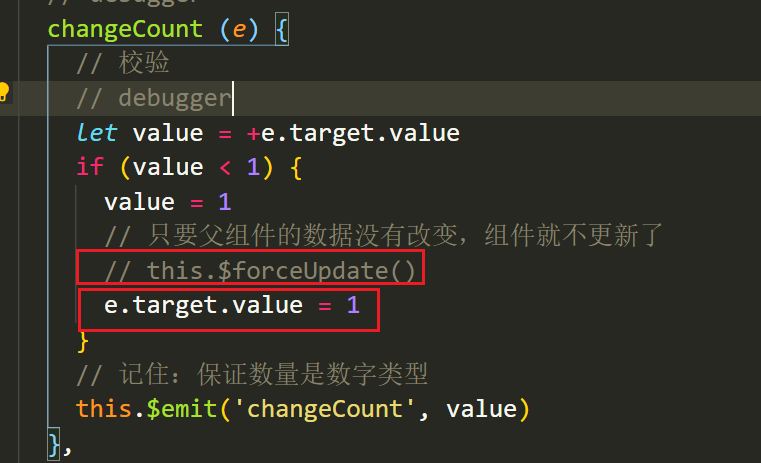 // debugger
changeCount (e) {
// 校验
// debugger
let value = +e.target.value
if (value < 1) {
value = 1
// 只要父组件的数据没有改变，组件就不更新了
// this.$forceUpdate()
e.target.value = 1
}
// 记住：保证数量是数字类型
this.$emit('changeCount', value)
},